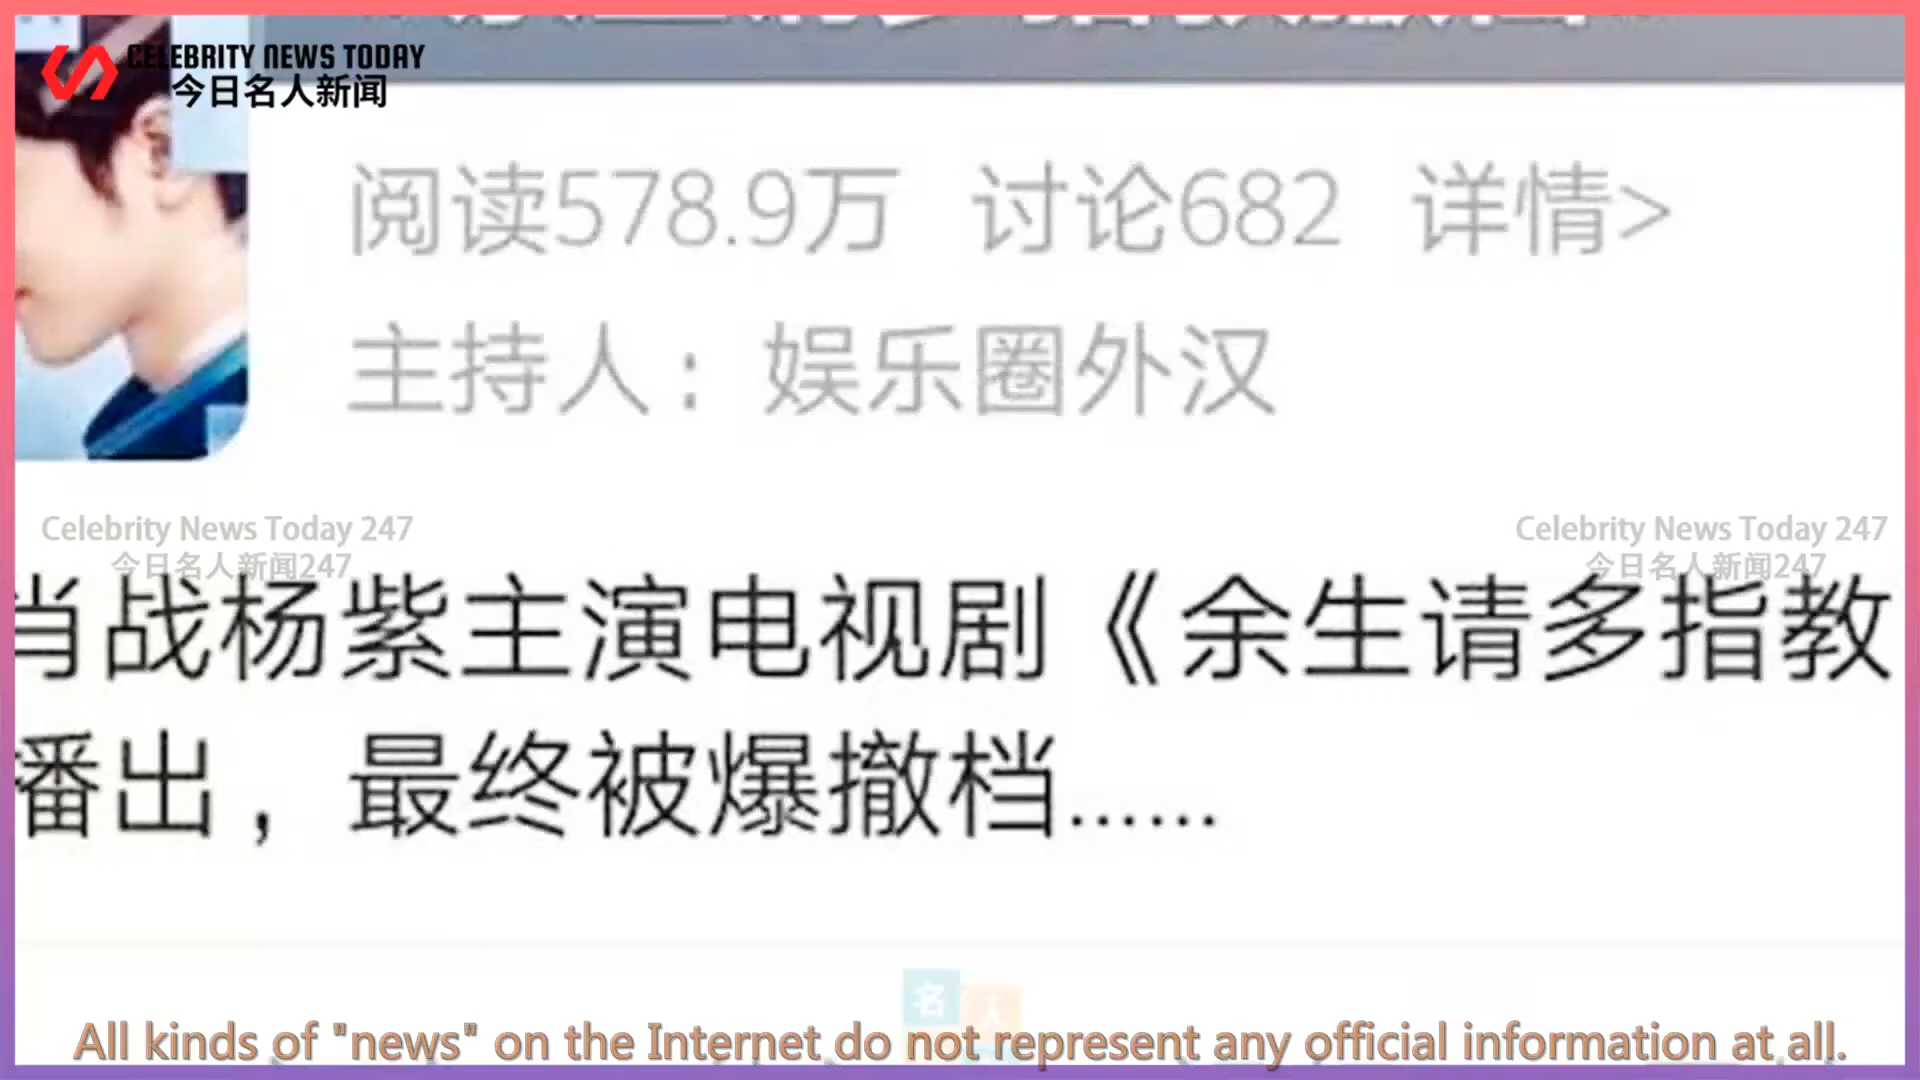 CELEBRITY NEWS TODAY
今日名人新闻
阅读578.9万 讨论682 详情>
主持人：娱乐圈外汉
Celebrity News Today 247
今日名人新闻247
Celebrity News Today 247
今日名人新闻247
肖战杨紫主演电视剧《余生请多指教
播出，最终被爆撤档......
名人
All kinds of "news" on the Internet do not represent any official information at all.